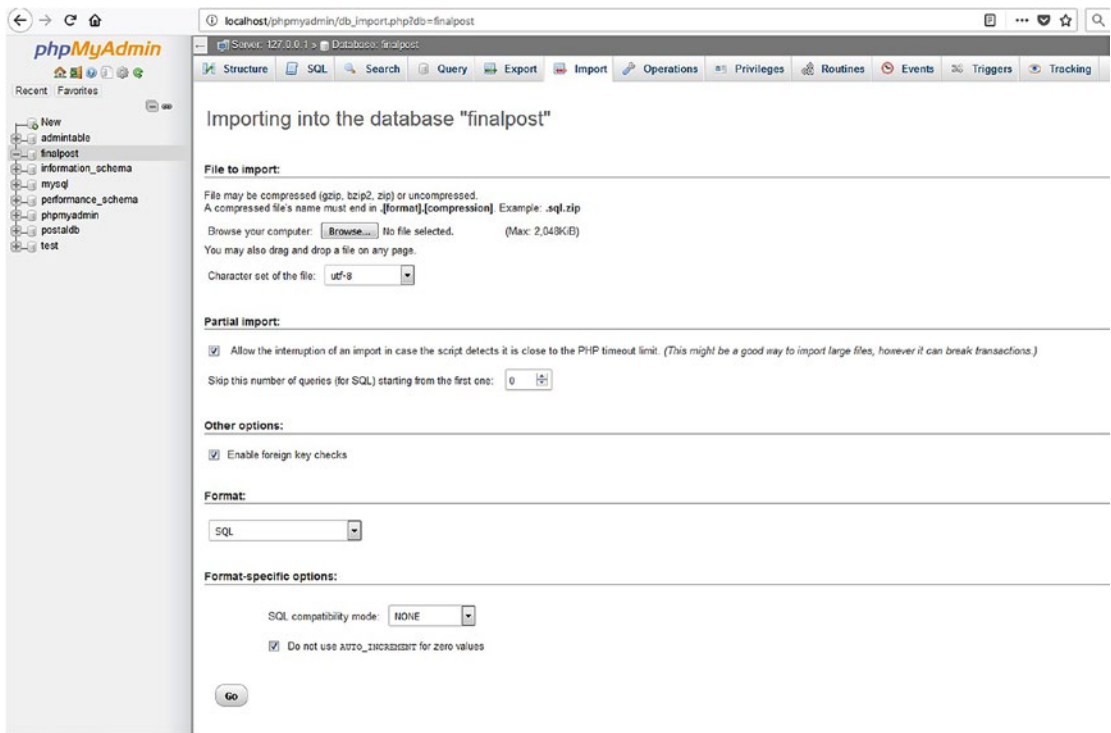 localhost/phpmyadmin/db_import.php?db=finalpost
phpMyAdmin
Recent Favorites
New
admintable
finalpost
information_schema
mysql
performance_schema
phpmyadmin
postaldb
test
Server: 127.0.0.1 » Database: finalpost
Structure SQL Search Query Export Import Operations Privileges Routines Events Triggers Tracking
Importing into the database "finalpost"
File to import:
File may be compressed (gzip, bzip2, zip) or uncompressed.
A compressed file's name must end in .[format].[compression]. Example: .sql.zip
Browse your computer: Browse... No file selected. (Max: 2,048KiB)
You may also drag and drop a file on any page.
Character set of the file: utf-8
Partial import:
Allow the interruption of an import in case the script detects it is close to the PHP timeout limit. (This might be a good way to import large files, however it can break transactions.)
Skip this number of queries (for SQL) starting from the first one: 0
Other options:
Enable foreign key checks
Format:
SQL
Format-specific options:
SQL compatibility mode: NONE
Do not use AUTO_INCREMENT for zero values
Go